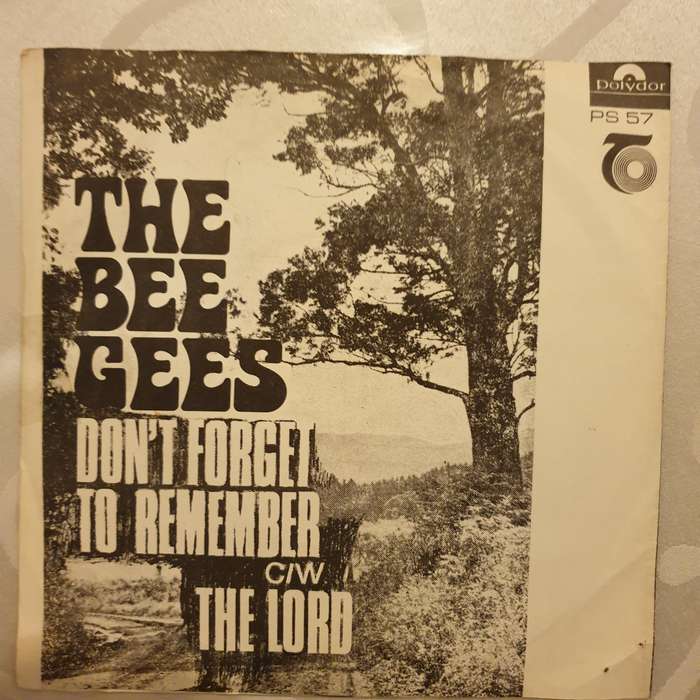 polydor
PS 57
THE
BEE
GEES
DON'T FORGET
TO REMEMBER
C/W
THE LORD